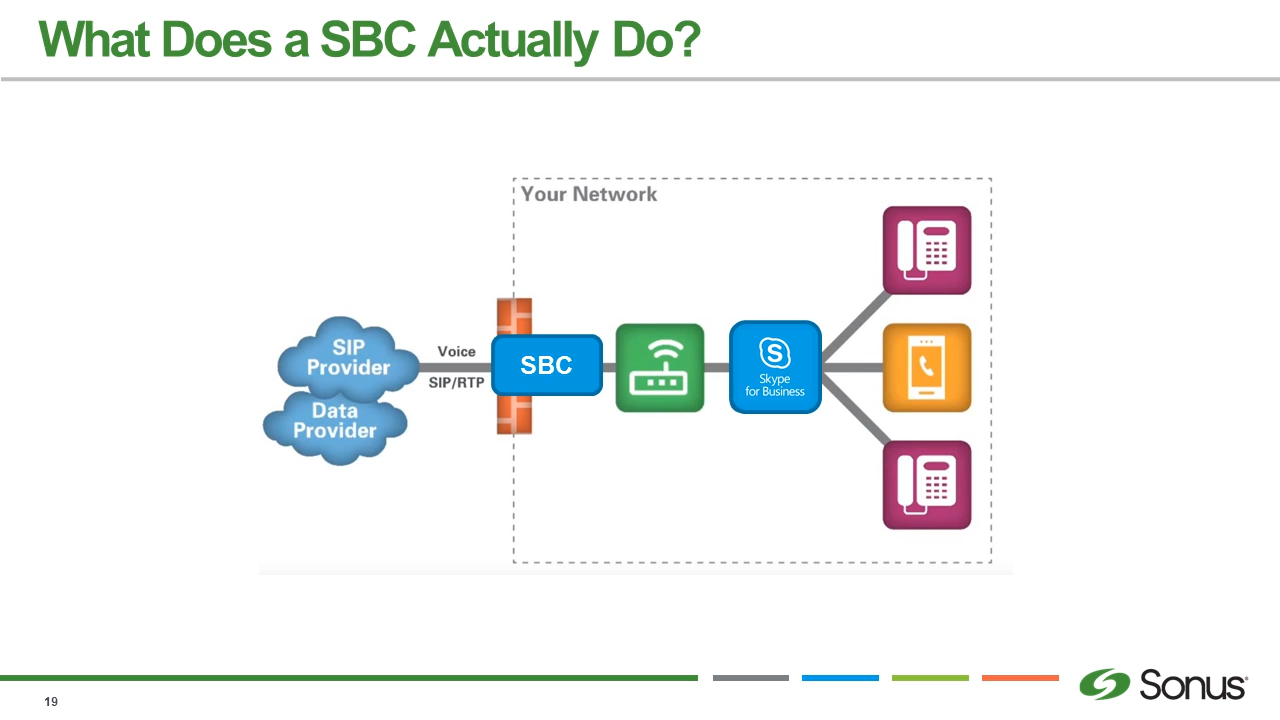 What Does a SBC Actually Do?
Your Network
SIP
Provider
Data
Provider
Voice
SIP/RTP
SBC
S
Skype
for Business
19
Sonus